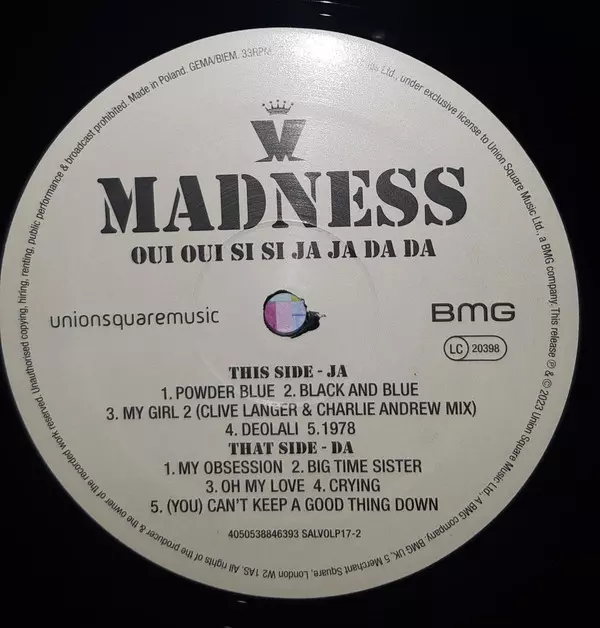 MADNESS
OUI OUI SI SI JA JA DA DA
unionsquaremusic
BMG
LC 20398
THIS SIDE - JA
1. POWDER BLUE 2. BLACK AND BLUE
3. MY GIRL 2 (CLIVE LANGER & CHARLIE ANDREW MIX)
4. DEOLALI 5. 1978
THAT SIDE - DA
1. MY OBSESSION 2. BIG TIME SISTER
3. OH MY LOVE 4. CRYING
5. (YOU) CAN'T KEEP A GOOD THING DOWN
4050538846393 SALVOLP17-2
Ltd., under exclusive license to Union Square Music Ltd., a BMG company. This release ℗ & © 2023 Union Square Music Ltd., A BMG company. BMG UK, 5 Merchant Square, London W2 1AS. All rights of the producer & the owner of the recorded work reserved. Unauthorised copying, hiring, renting, public performance & broadcast prohibited. Made in Poland. GEMA/BIEM. 33RPM